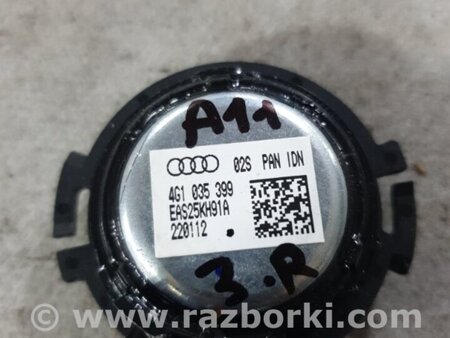 A11
02S PAN IDN
4G1 035 399
EAS25KH91A
220112
3.R
© www.razborki.com